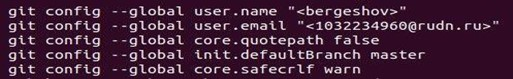 git config --global user.name "<bergeshov>"
git config --global user.email "<1032234960@rudn.ru>"
git config --global core.quotepath false
git config --global init.defaultBranch master
git config --global core.safecrlf warn